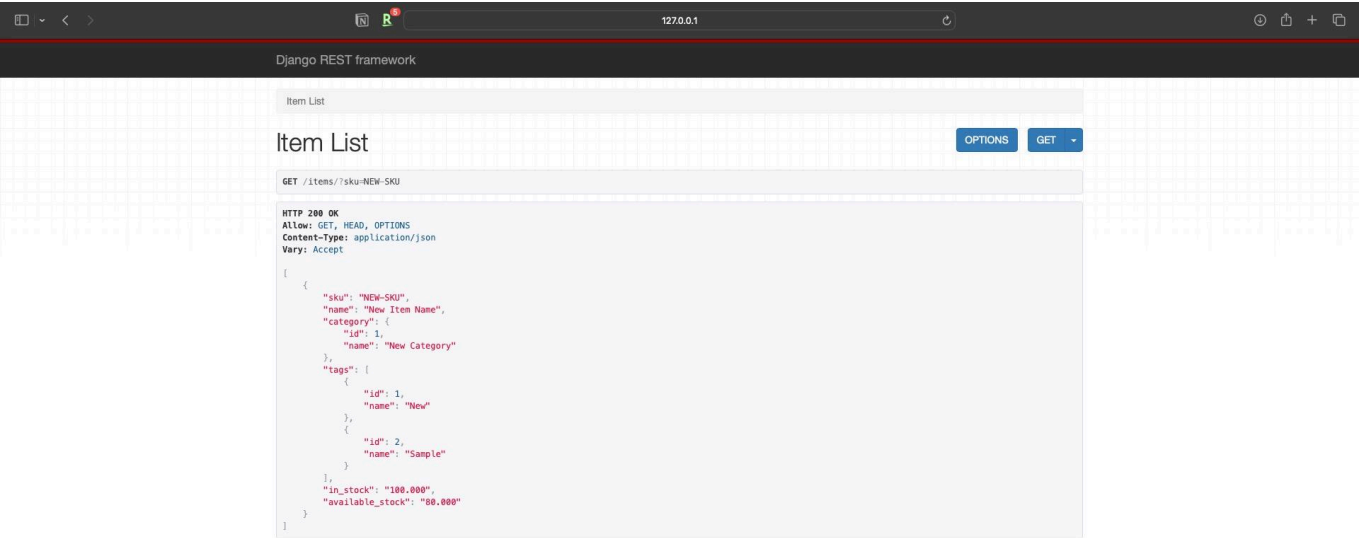 R 5
127.0.0.1
Django REST framework
Item List
Item List
OPTIONS
GET
GET /items/?sku=NEW-SKU
HTTP 200 OK
Allow: GET, HEAD, OPTIONS
Content-Type: application/json
Vary: Accept
[
    {
        "sku": "NEW-SKU",
        "name": "New Item Name",
        "category": {
            "id": 1,
            "name": "New Category"
        },
        "tags": [
            {
                "id": 1,
                "name": "New"
            },
            {
                "id": 2,
                "name": "Sample"
            }
        ],
        "in_stock": "100.000",
        "available_stock": "80.000"
    }
]